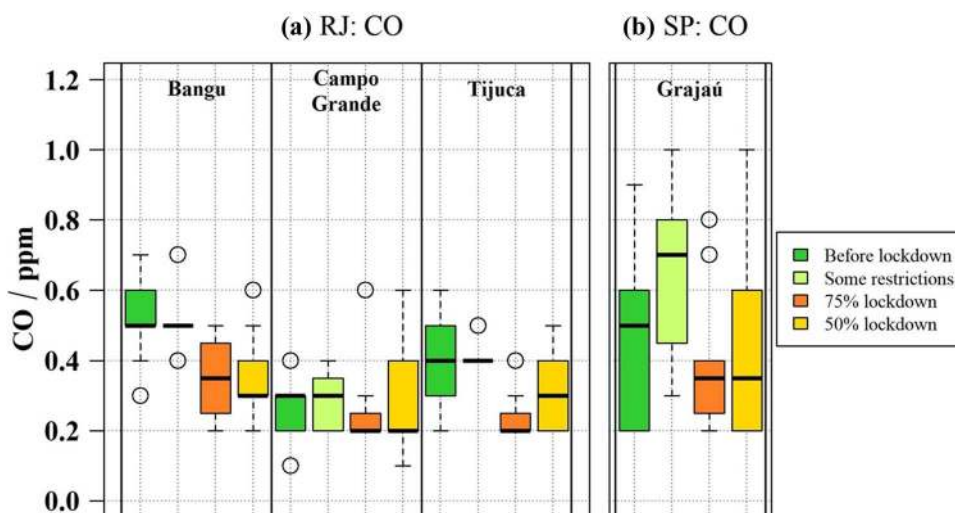 (a) RJ: CO
(b) SP: CO
CO / ppm
1.2
1.0
0.8
0.6
0.4
0.2
0.0
Bangu
Campo
Grande
Tijuca
Grajaú
Before lockdown
Some restrictions
75% lockdown
50% lockdown